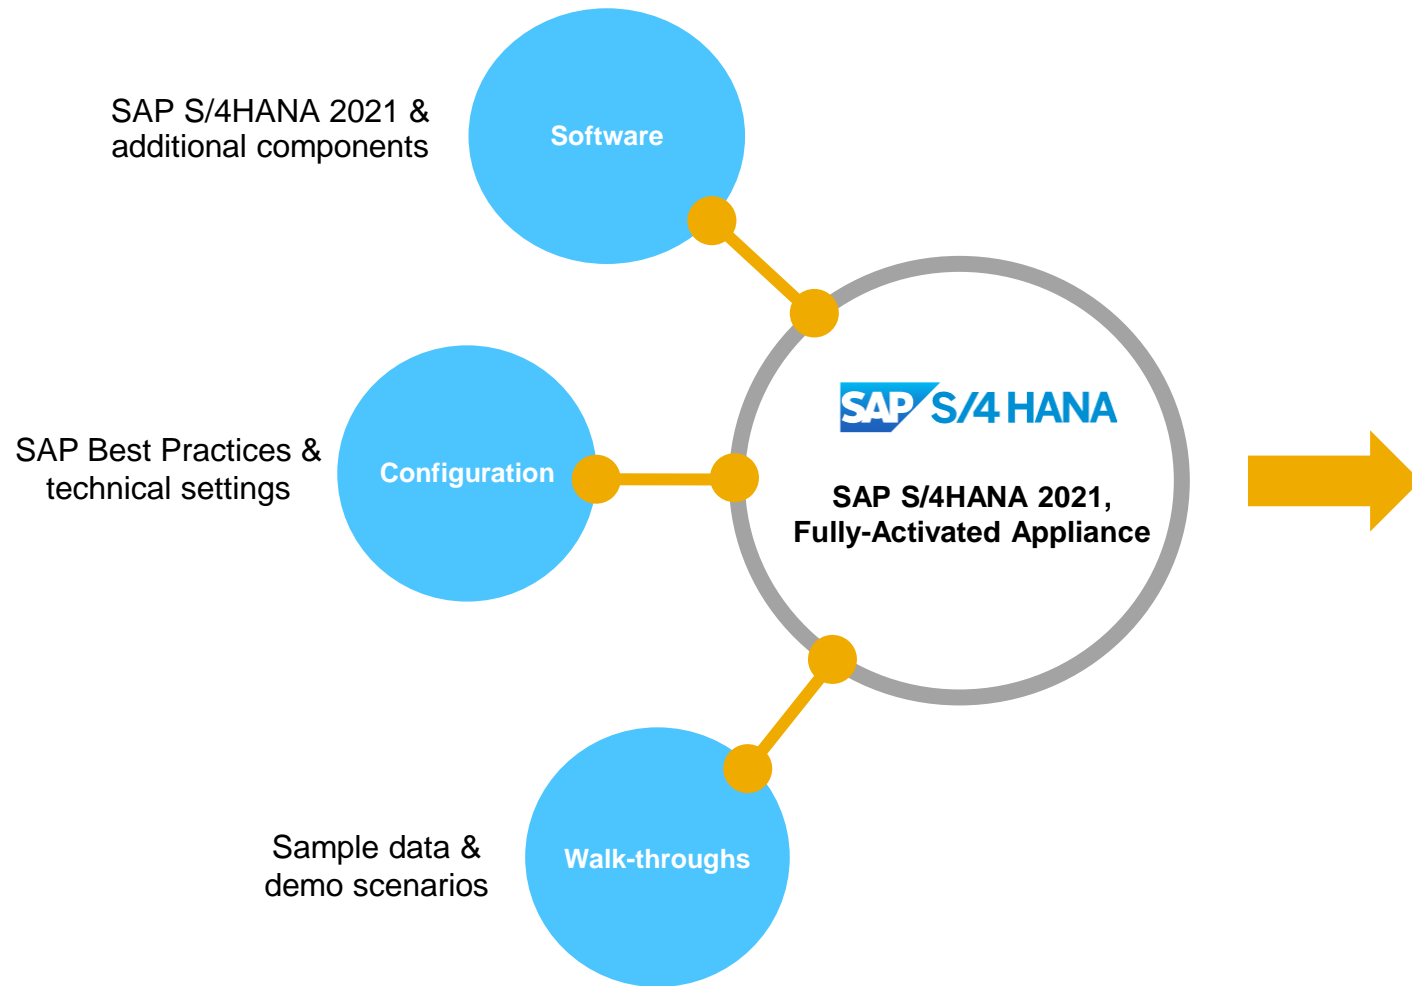 SAP S/4HANA 2021 &
additional components
Software
SAP Best Practices &
technical settings
Configuration
Sample data &
demo scenarios
Walk-throughs
SAP S/4 HANA
SAP S/4HANA 2021,
Fully-Activated Appliance